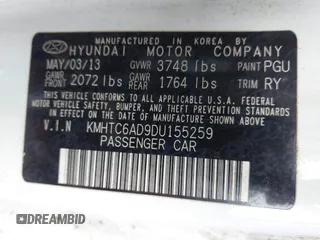 MANUFACTURED IN KOREA BY
HYUNDAI MOTOR COMPANY
MAY/03/13 GVWR 3748 lbs PAINT PGU
GAWR FRONT 2072 lbs GAWR REAR 1764 lbs TRIM RY
THIS VEHICLE CONFORMS TO ALL APPLICABLE
FEDERAL MOTOR VEHICLE SAFETY, BUMPER, AND
THEFT PREVENTION STANDARDS IN EFFECT ON
THE DATE OF MANUFACTURE SHOWN ABOVE.
V.I.N KMHTC6AD9DU155259
PASSENGER CAR
© DREAMBID.COM